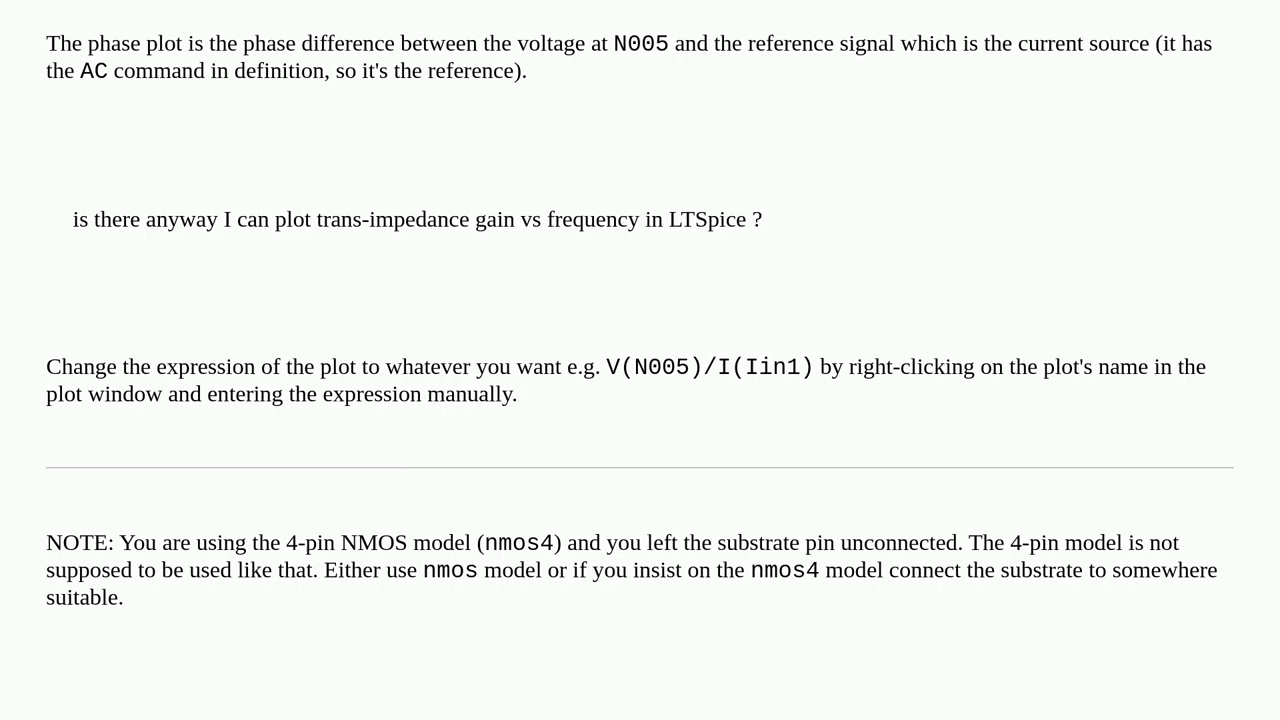 The phase plot is the phase difference between the voltage at N005 and the reference signal which is the current source (it has
the AC command in definition, so it's the reference).
is there anyway I can plot trans-impedance gain vs frequency in LTSpice ?
Change the expression of the plot to whatever you want e.g. V(N005)/I(Iin1) by right-clicking on the plot's name in the
plot window and entering the expression manually.
NOTE: You are using the 4-pin NMOS model (nmos4) and you left the substrate pin unconnected. The 4-pin model is not
supposed to be used like that. Either use nmos model or if you insist on the nmos4 model connect the substrate to somewhere
suitable.